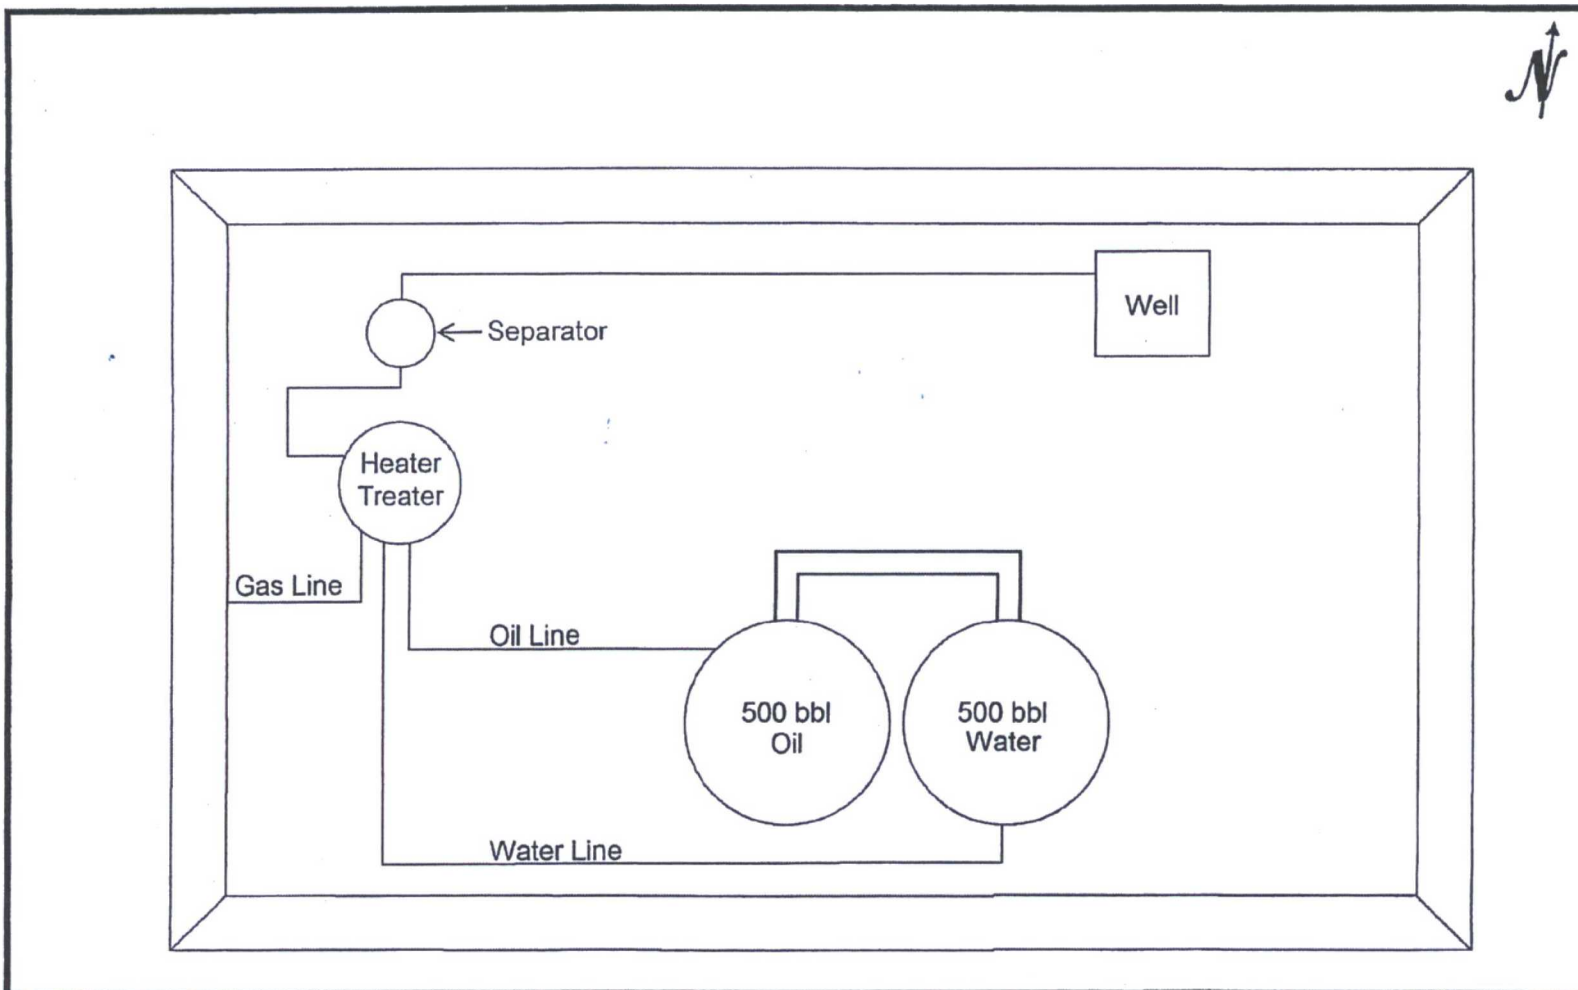 N
Well
Separator
Heater
Treater
Gas Line
Oil Line
500 bbl
Oil
500 bbl
Water
Water Line